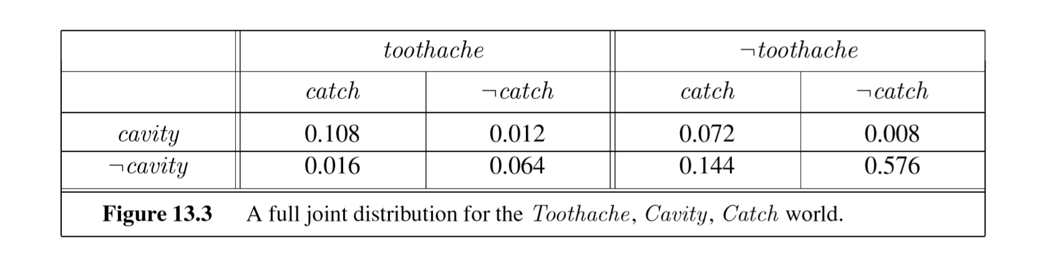 toothache ¬toothache
catch ¬catch catch ¬catch
cavity 0.108 0.012 0.072 0.008
¬cavity 0.016 0.064 0.144 0.576
Figure 13.3 A full joint distribution for the Toothache, Cavity, Catch world.